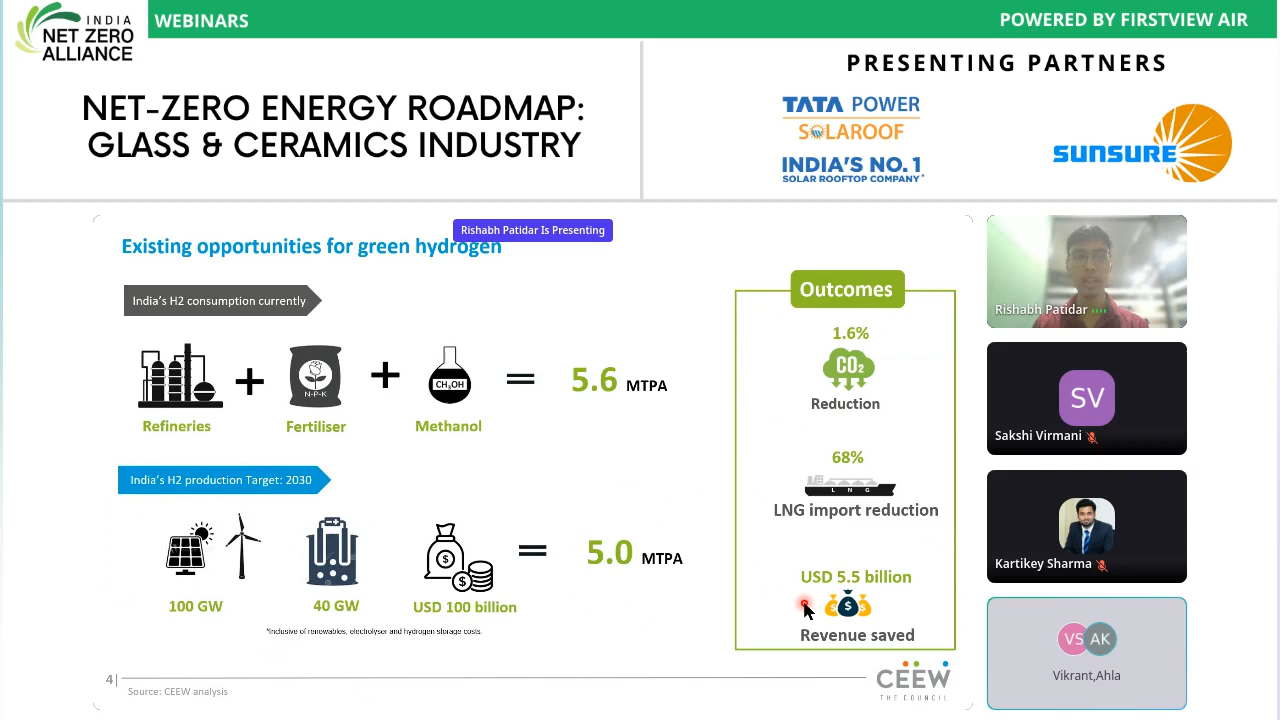 INDIA
NET ZERO
ALLIANCE
WEBINARS
POWERED BY FIRSTVIEW AIR
NET-ZERO ENERGY ROADMAP:
GLASS & CERAMICS INDUSTRY
PRESENTING PARTNERS
TATA POWER
SOLAROOF
INDIA'S NO. 1
SOLAR ROOFTOP COMPANY*
SUNSURE
Rishabh Patidar Is Presenting
Existing opportunities for green hydrogen
India's H2 consumption currently
N-P-K
CH3OH
+ + = 5.6 MTPA
Refineries
Fertiliser
Methanol
India's H2 production Target: 2030
$
= 5.0 MTPA
100 GW
40 GW
USD 100 billion
*Inclusive of renewables, electrolyser and hydrogen storage costs.
Outcomes
1.6%
CO2
Reduction
68%
L N G
LNG import reduction
USD 5.5 billion
$ $ $
Revenue saved
4|
Source: CEEW analysis
CEEW
THE COUNCIL
Rishabh Patidar
SV
Sakshi Virmani
Kartikey Sharma
VS AK
Vikrant,Ahla